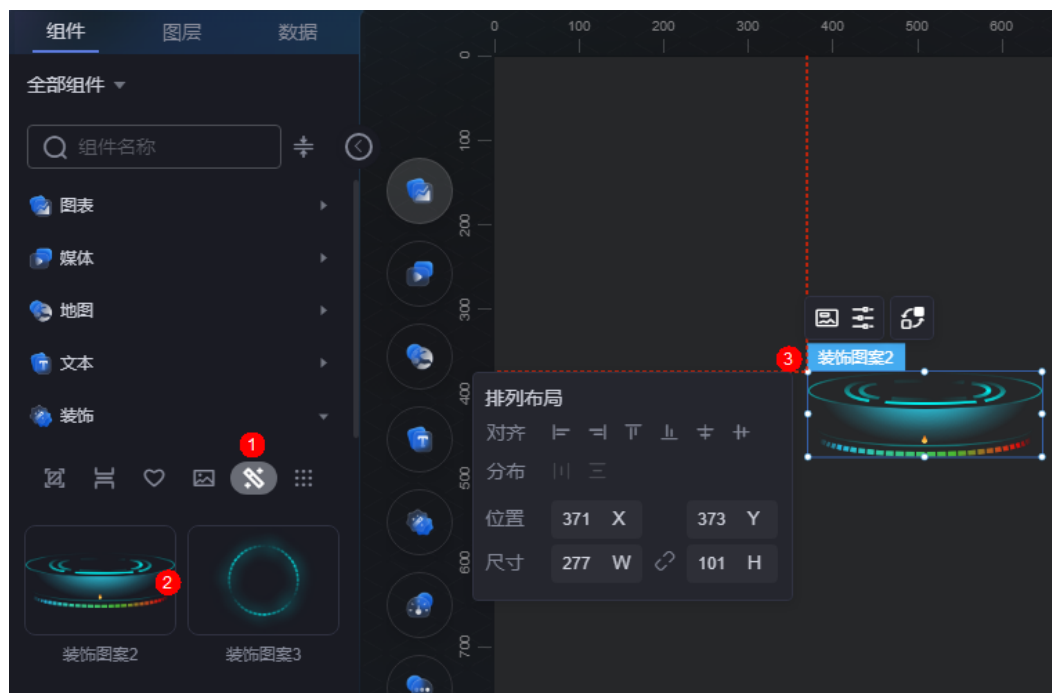 组件 图层 数据
全部组件
组件名称
图表
媒体
地图
文本
装饰
1
2
装饰图案2 装饰图案3
0 100 200 300 400 500 600
0
100
200
300
400
500
600
700
3 装饰图案2
排列布局
对齐
分布
位置 371 X 373 Y
尺寸 277 W 101 H